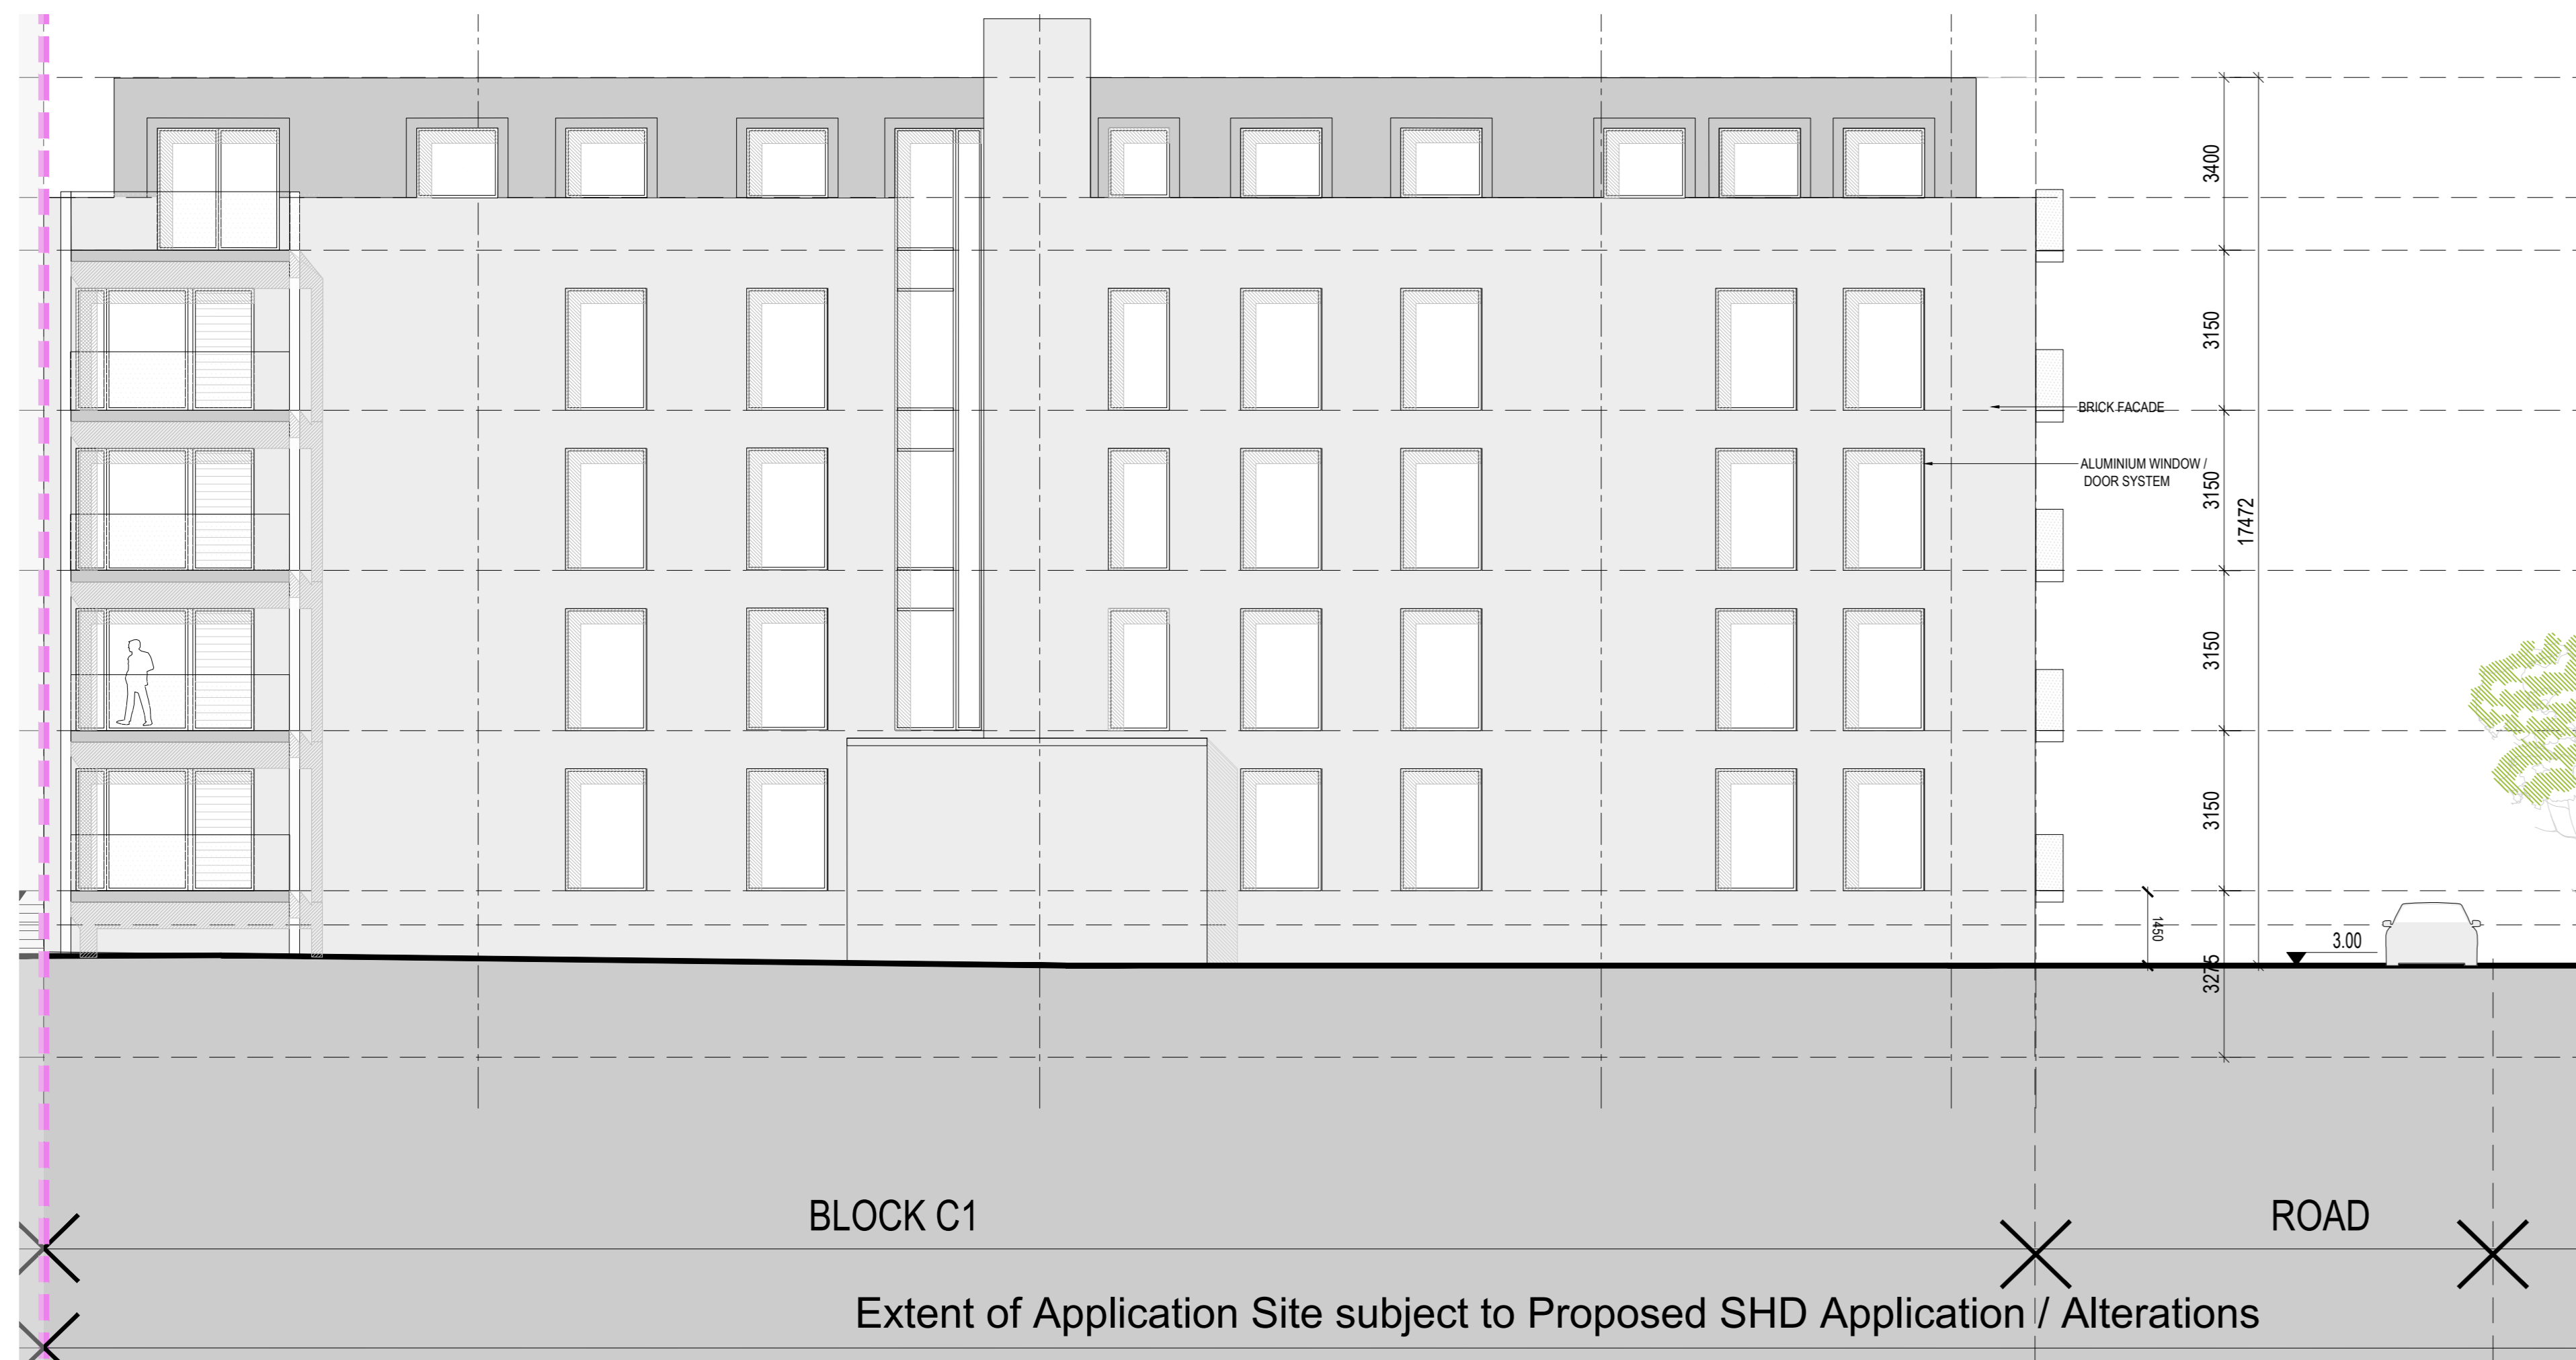 3400
3150
BRICK FACADE
ALUMINIUM WINDOW /
DOOR SYSTEM
3150
17472
3150
3150
1450
3.00
3275
BLOCK C1
ROAD
Extent of Application Site subject to Proposed SHD Application / Alterations